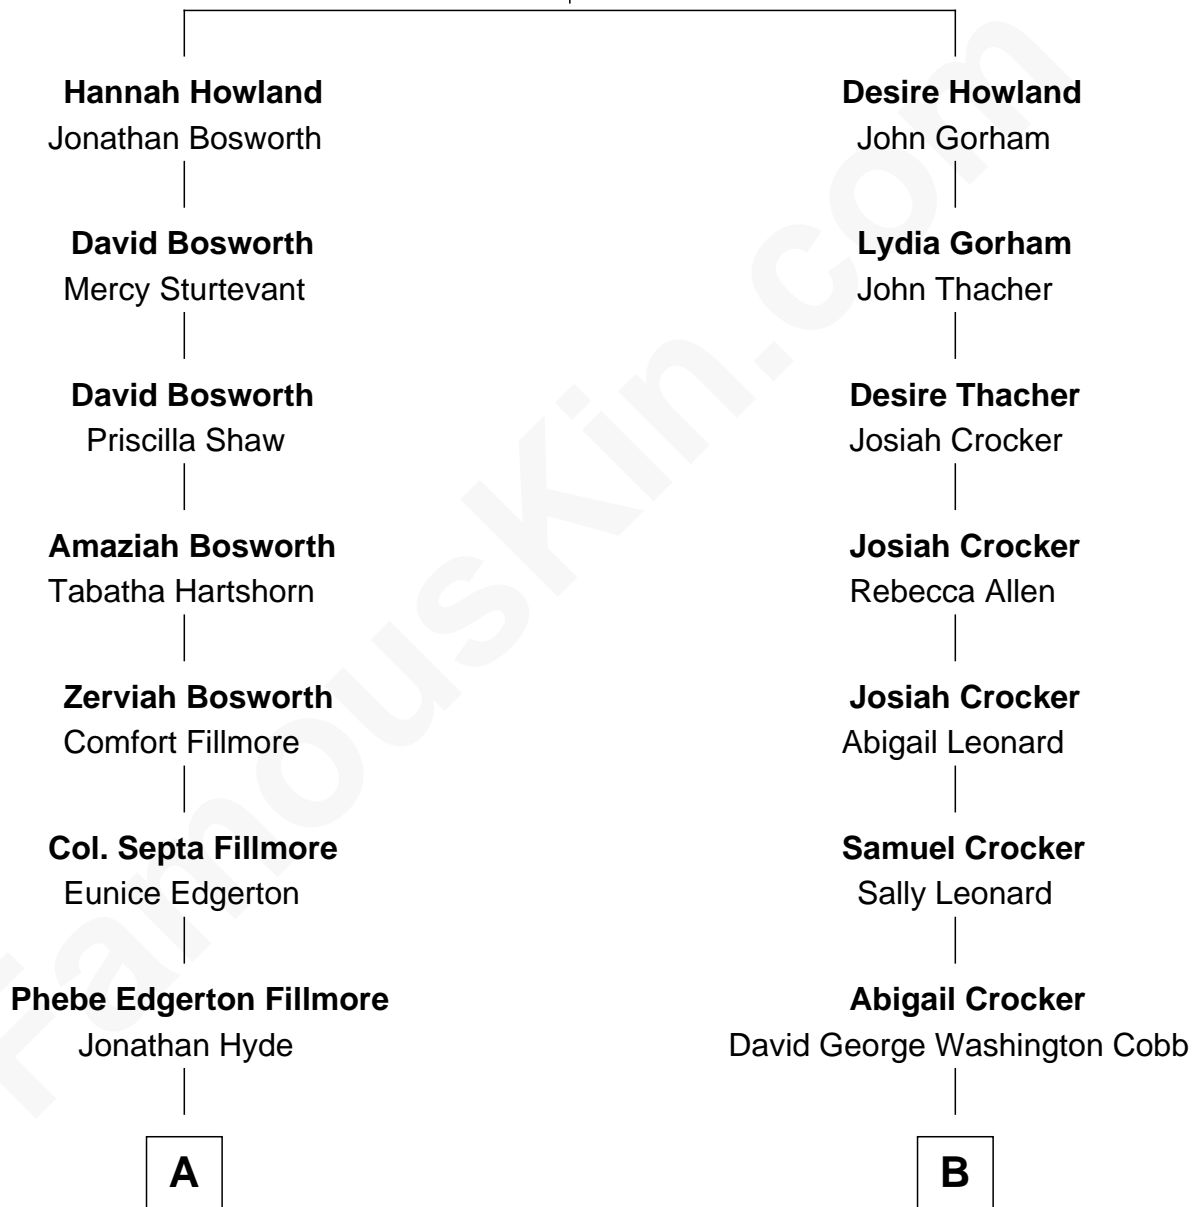 Hannah Howland
Jonathan Bosworth
David Bosworth
Mercy Sturtevant
David Bosworth
Priscilla Shaw
Amaziah Bosworth
Tabatha Hartshorn
Zerviah Bosworth
Comfort Fillmore
Col. Septa Fillmore
Eunice Edgerton
Phebe Edgerton Fillmore
Jonathan Hyde
A
Desire Howland
John Gorham
Lydia Gorham
John Thacher
Desire Thacher
Josiah Crocker
Josiah Crocker
Rebecca Allen
Josiah Crocker
Abigail Leonard
Samuel Crocker
Sally Leonard
Abigail Crocker
David George Washington Cobb
B
FamousKin.com